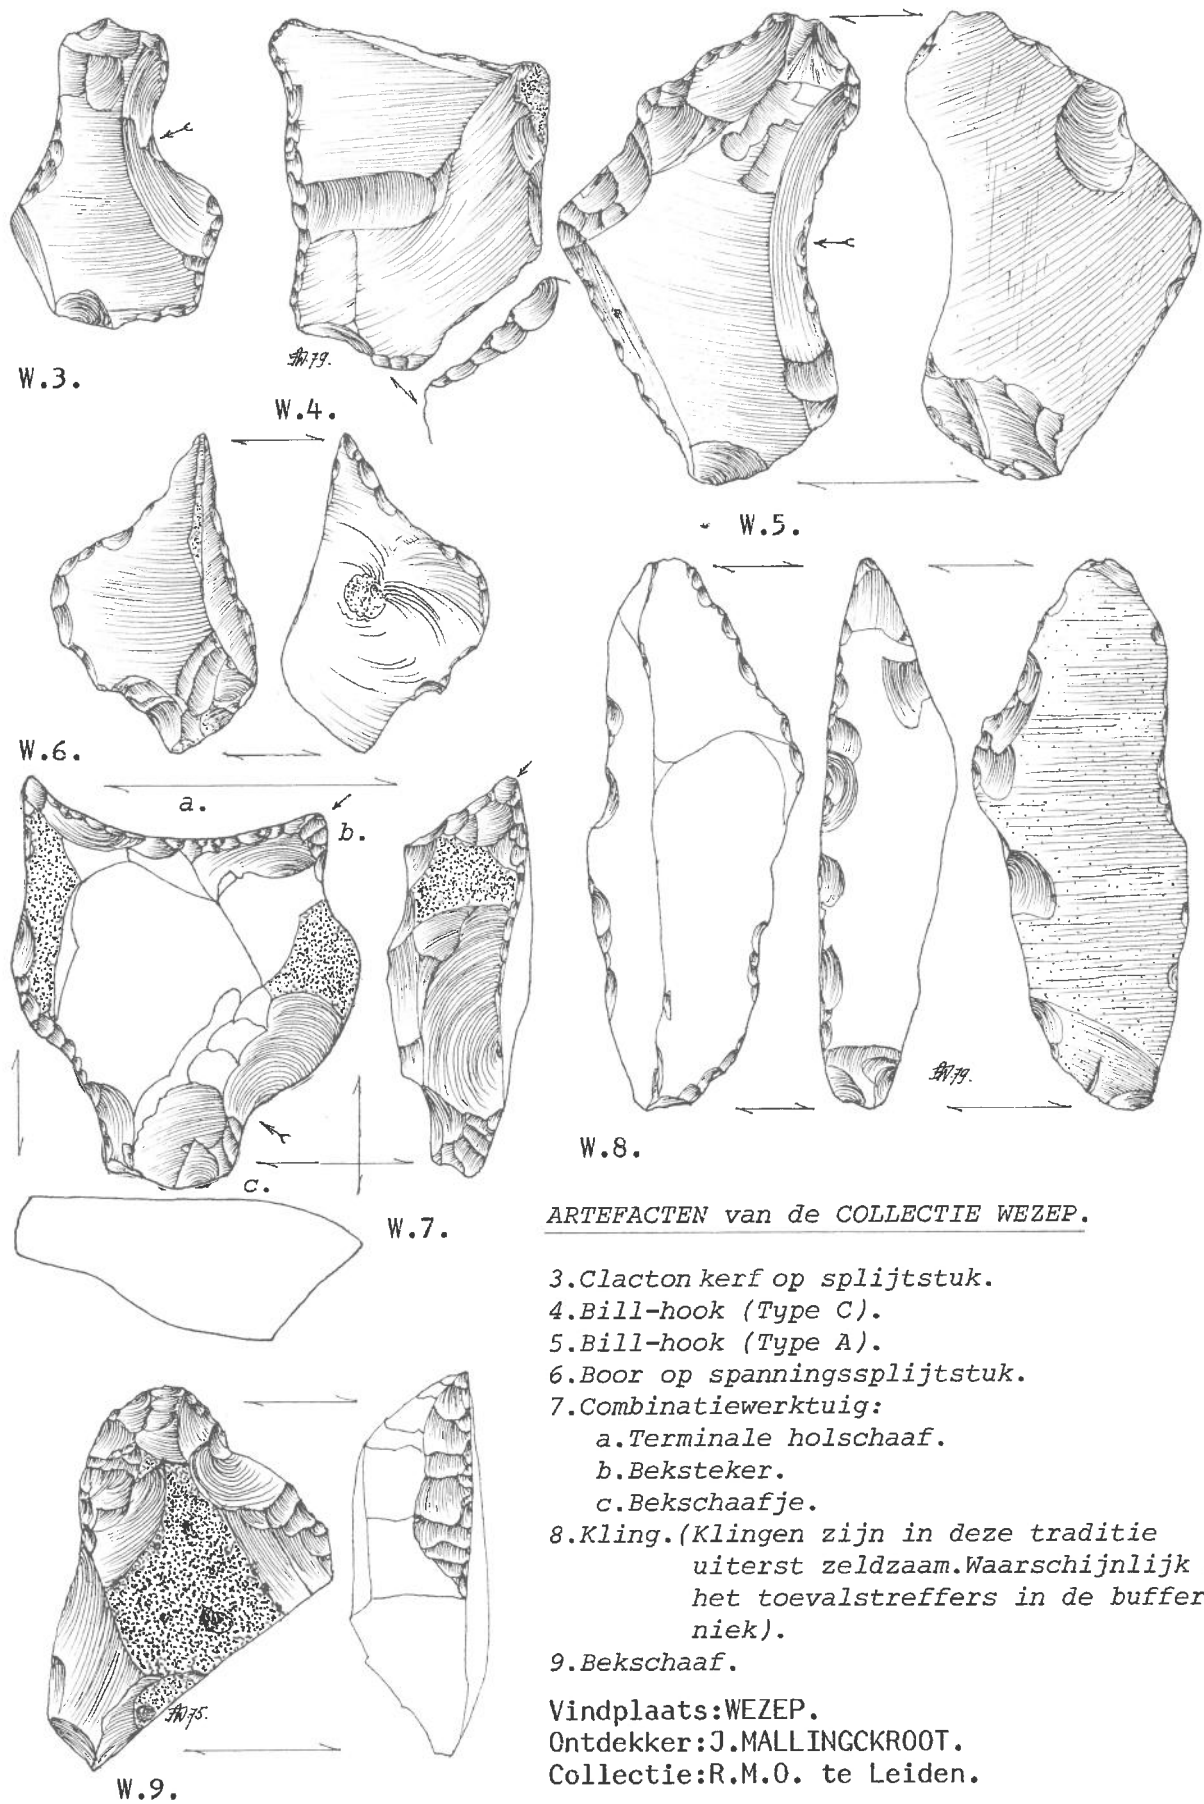 W.3.
79.
W.4.
W.5.
W.6.
a.
b.
c.
W.7.
79.
W.8.
75.
W.9.
ARTEFACTEN van de COLLECTIE WEZEP.
3.Clacton kerf op splijtstuk.
4.Bill-hook (Type C).
5.Bill-hook (Type A).
6.Boor op spanningssplijtstuk.
7.Combinatiewerktuig:
a.Terminale holschaaf.
b.Beksteker.
c.Bekschaafje.
8.Kling.(Klingen zijn in deze traditie
uiterst zeldzaam.Waarschijnlijk
het toevalstreffers in de buffer
niek).
9.Bekschaaf.
Vindplaats:WEZEP.
Ontdekker:J.MALLINGCKROOT.
Collectie:R.M.O. te Leiden.